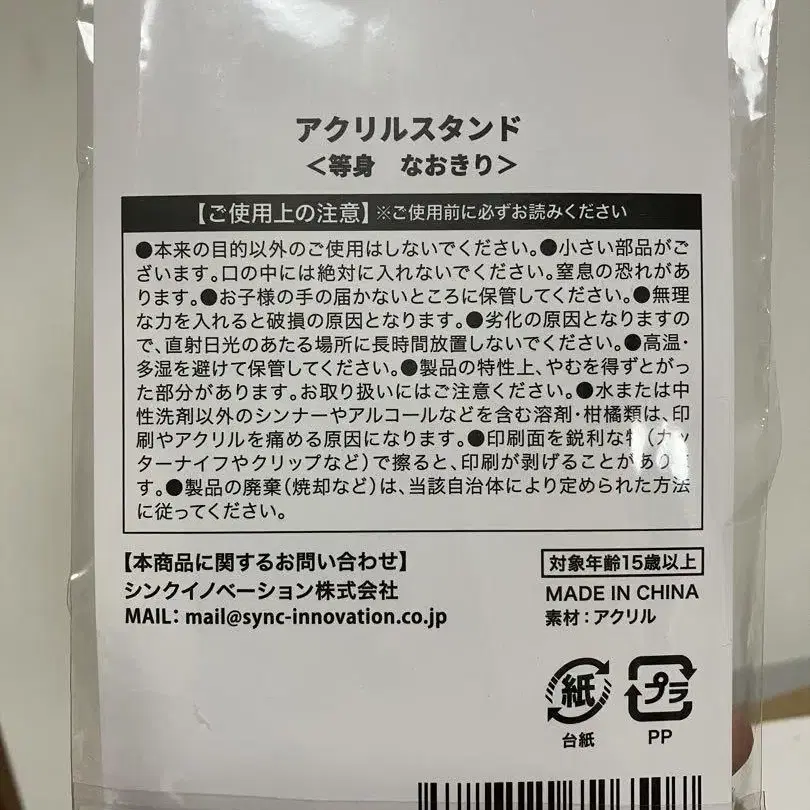 アクリルスタンド
＜等身　なおきり＞
【ご使用上の注意】※ご使用前に必ずお読みください
●本来の目的以外のご使用はしないでください。●小さい部品がご
ざいます。口の中には絶対に入れないでください。窒息の恐れがあ
ります。●お子様の手の届かないところに保管してください。●無理
な力を入れると破損の原因となります。●劣化の原因となりますの
で、直射日光のあたる場所に長時間放置しないでください。●高温・
多湿を避けて保管してください。●製品の特性上、やむを得ずとがっ
た部分があります。お取り扱いにはご注意ください。●水または中
性洗剤以外のシンナーやアルコールなどを含む溶剤・柑橘類は、印
刷やアクリルを痛める原因になります。●印刷面を鋭利な物（カッ
ターナイフやクリップなど）で擦ると、印刷が剥げることがありま
す。●製品の廃棄（焼却など）は、当該自治体により定められた方法
に従ってください。
【本商品に関するお問い合わせ】
シンクイノベーション株式会社
MAIL：mail@sync-innovation.co.jp
対象年齢15歳以上
MADE IN CHINA
素材：アクリル
紙 プラ
台紙 PP